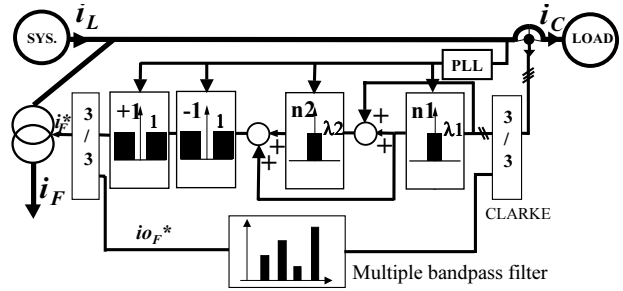 SYS.
i_L
i_C
LOAD
PLL
+1
1
-1
1
n2
λ2
n1
λ1
+
+
+
+
3
/
3
3
/
3
i_F*
i_F
CLARKE
io_F*
Multiple bandpass filter